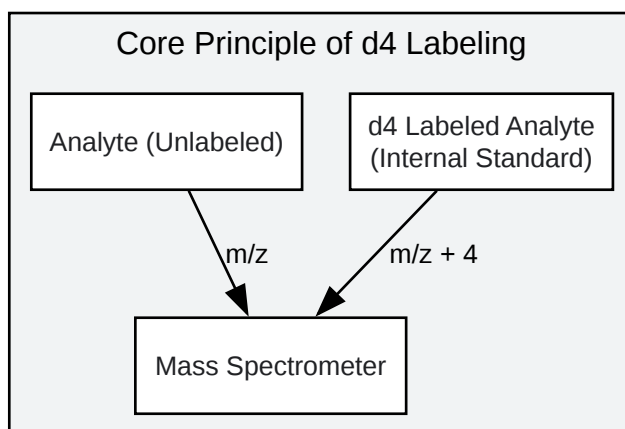 Core Principle of d4 Labeling
Analyte (Unlabeled)
d4 Labeled Analyte
(Internal Standard)
m/z
m/z + 4
Mass Spectrometer